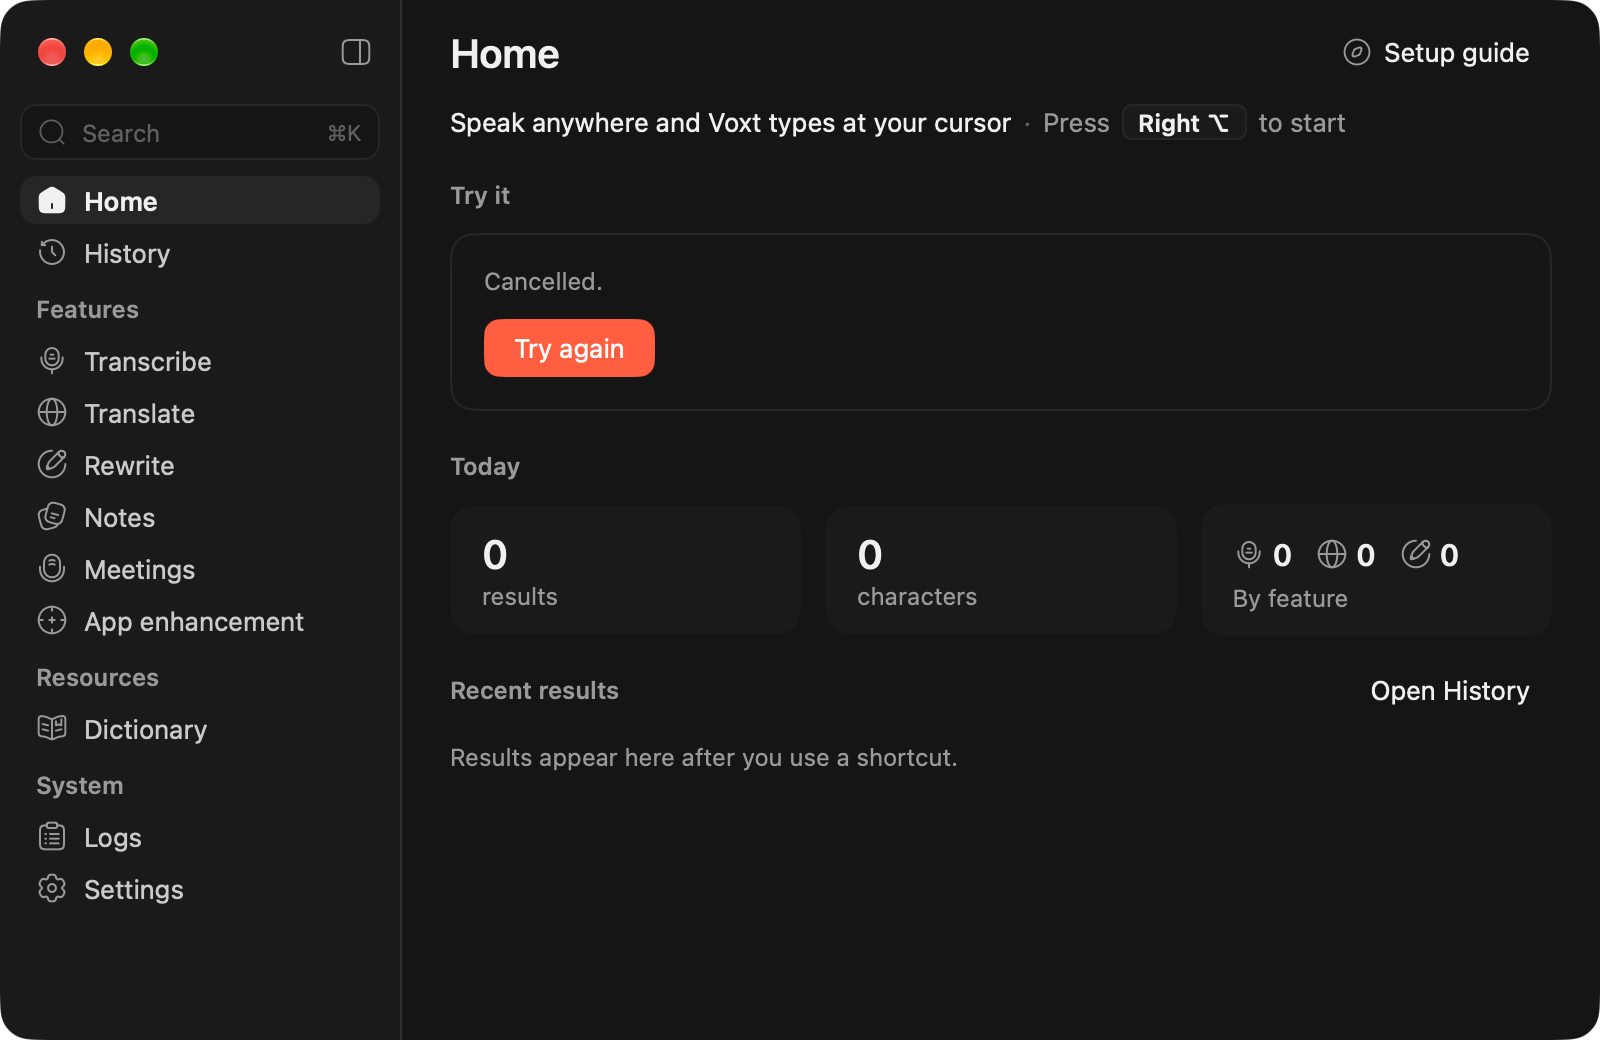 Home
Setup guide
Search ⌘K
Speak anywhere and Voxt types at your cursor · Press Right ⌥ to start
Home
History
Features
Transcribe
Translate
Rewrite
Notes
Meetings
App enhancement
Resources
Dictionary
System
Logs
Settings
Try it
Cancelled.
Try again
Today
0
results
0
characters
0 0 0
By feature
Recent results
Open History
Results appear here after you use a shortcut.